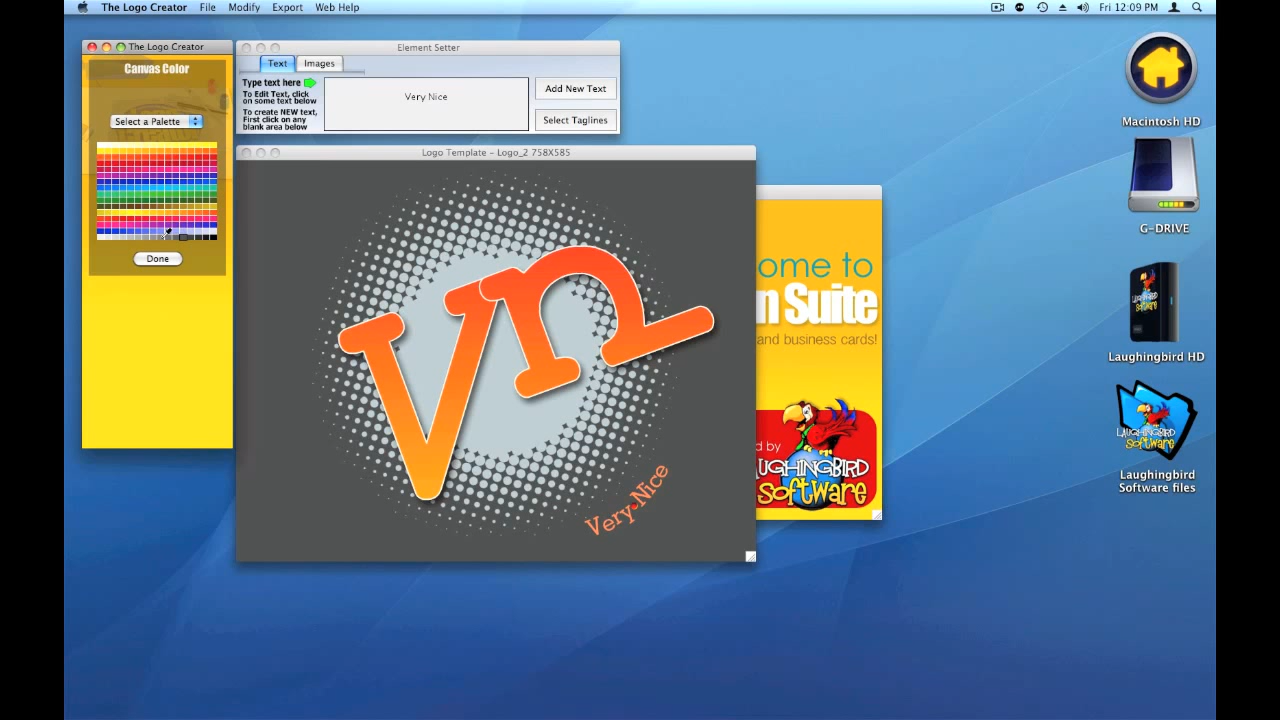 The Logo Creator File Modify Export Web Help Fri 12:09 PM
The Logo Creator
Canvas Color
Select a Palette
Done
Element Setter
Text Images
Type text here
To Edit Text, click
on some text below
To create NEW text,
First click on any
blank area below
Very Nice
Add New Text
Select Taglines
Logo Template - Logo_2 758X585
Vn
Very Nice
ome to
n Suite
and business cards!
d by
UGHINGBIRD
SOFTWARE
Macintosh HD
G-DRIVE
Laughingbird HD
LAUGHINGBIRD
SOFTWARE
Laughingbird
Software files